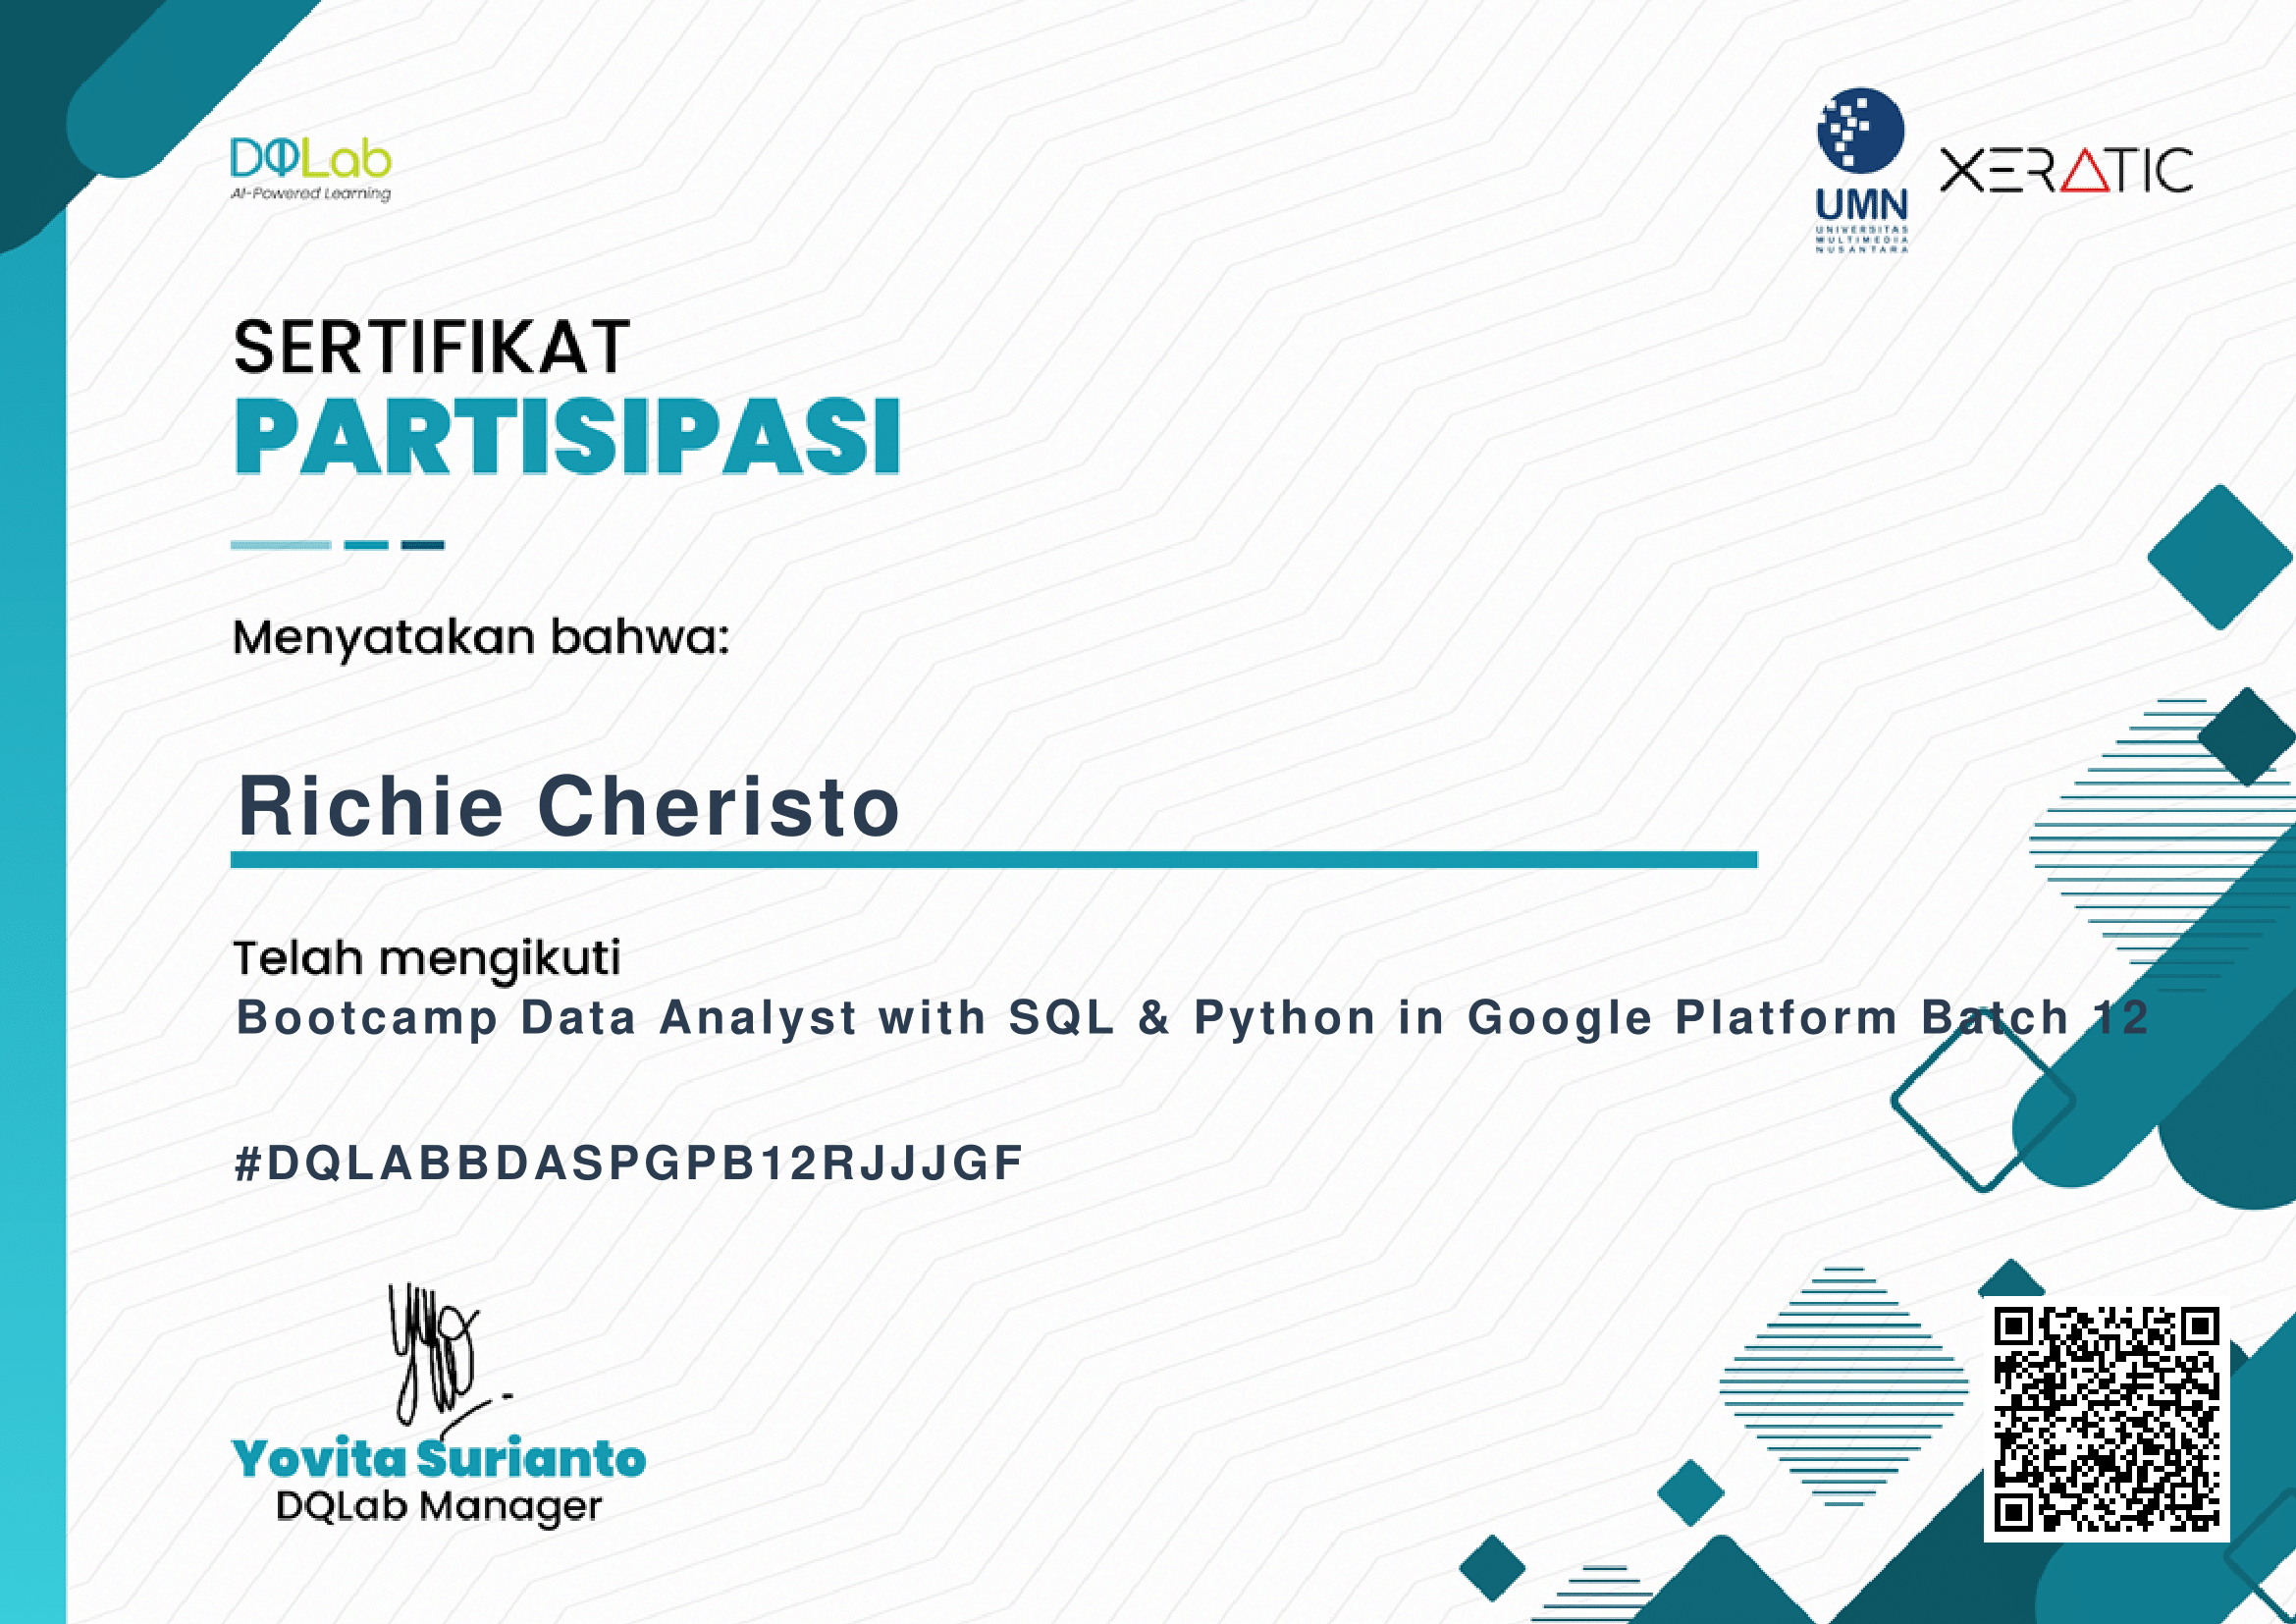 DQLab
AI-Powered Learning
UMN
UNIVERSITAS
MULTIMEDIA
NUSANTARA
XERATIC
SERTIFIKAT
PARTISIPASI
Menyatakan bahwa:
Richie Cheristo
Telah mengikuti
Bootcamp Data Analyst with SQL & Python in Google Platform Batch 12
#DQLABBDASPGPB12RJJJGF
Yovita Surianto
DQLab Manager